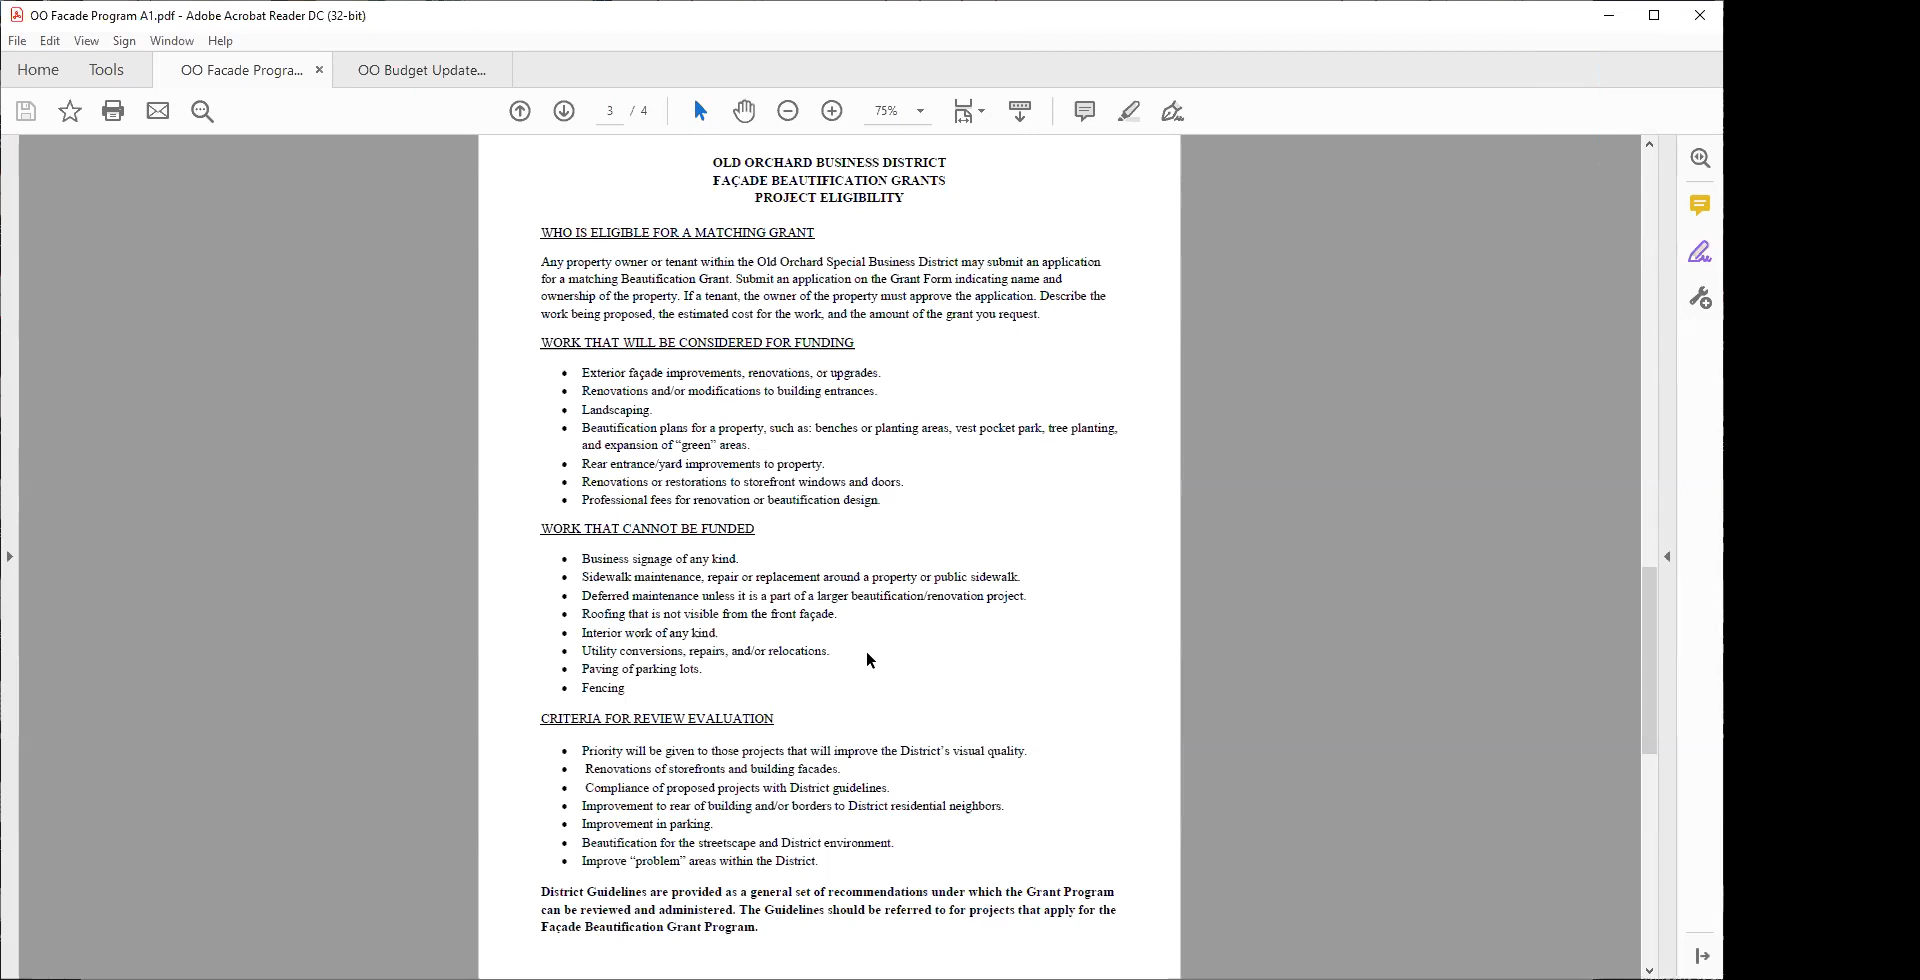 OO Facade Program A1.pdf - Adobe Acrobat Reader DC (32-bit)
File Edit View Sign Window Help
Home Tools OO Facade Progra... OO Budget Update...
3 / 4 75%
OLD ORCHARD BUSINESS DISTRICT
FAÇADE BEAUTIFICATION GRANTS
PROJECT ELIGIBILITY
WHO IS ELIGIBLE FOR A MATCHING GRANT
Any property owner or tenant within the Old Orchard Special Business District may submit an application
for a matching Beautification Grant. Submit an application on the Grant Form indicating name and
ownership of the property. If a tenant, the owner of the property must approve the application. Describe the
work being proposed, the estimated cost for the work, and the amount of the grant you request.
WORK THAT WILL BE CONSIDERED FOR FUNDING
• Exterior façade improvements, renovations, or upgrades.
• Renovations and/or modifications to building entrances.
• Landscaping.
• Beautification plans for a property, such as: benches or planting areas, vest pocket park, tree planting,
and expansion of “green” areas.
• Rear entrance/yard improvements to property.
• Renovations or restorations to storefront windows and doors.
• Professional fees for renovation or beautification design.
WORK THAT CANNOT BE FUNDED
• Business signage of any kind.
• Sidewalk maintenance, repair or replacement around a property or public sidewalk.
• Deferred maintenance unless it is a part of a larger beautification/renovation project.
• Roofing that is not visible from the front façade.
• Interior work of any kind.
• Utility conversions, repairs, and/or relocations.
• Paving of parking lots.
• Fencing
CRITERIA FOR REVIEW EVALUATION
• Priority will be given to those projects that will improve the District’s visual quality.
• Renovations of storefronts and building facades.
• Compliance of proposed projects with District guidelines.
• Improvement to rear of building and/or borders to District residential neighbors.
• Improvement in parking.
• Beautification for the streetscape and District environment.
• Improve “problem” areas within the District.
District Guidelines are provided as a general set of recommendations under which the Grant Program
can be reviewed and administered. The Guidelines should be referred to for projects that apply for the
Façade Beautification Grant Program.